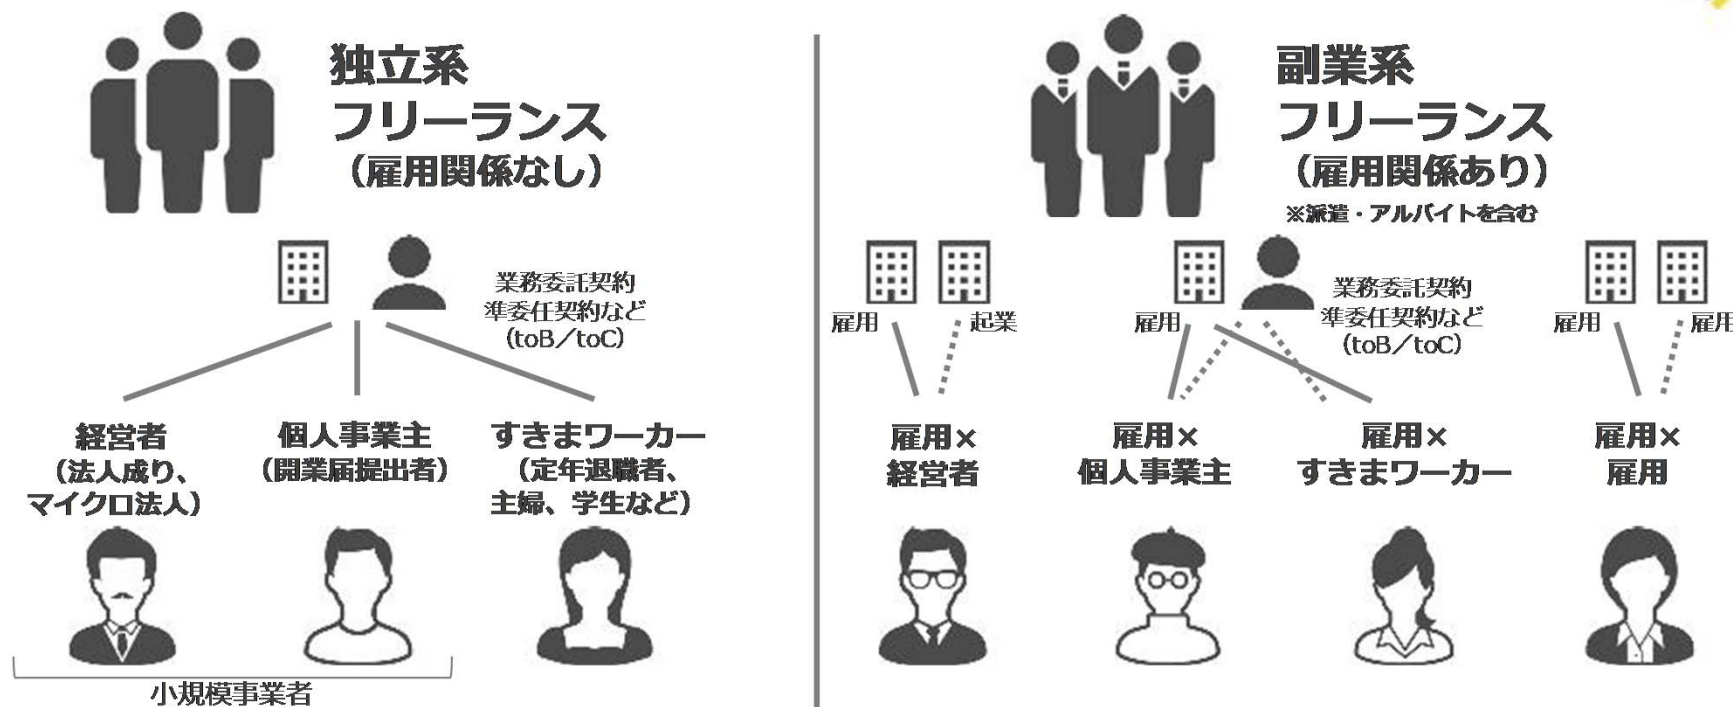 独立系
フリーランス
（雇用関係なし）
業務委託契約
準委任契約など
（toB／toC）
経営者
（法人成り、
マイクロ法人）
個人事業主
（開業届提出者）
すきまワーカー
（定年退職者、
主婦、学生など）
小規模事業者
副業系
フリーランス
（雇用関係あり）
※派遣・アルバイトを含む
雇用
起業
雇用
業務委託契約
準委任契約など
（toB／toC）
雇用
雇用
雇用×
経営者
雇用×
個人事業主
雇用×
すきまワーカー
雇用×
雇用